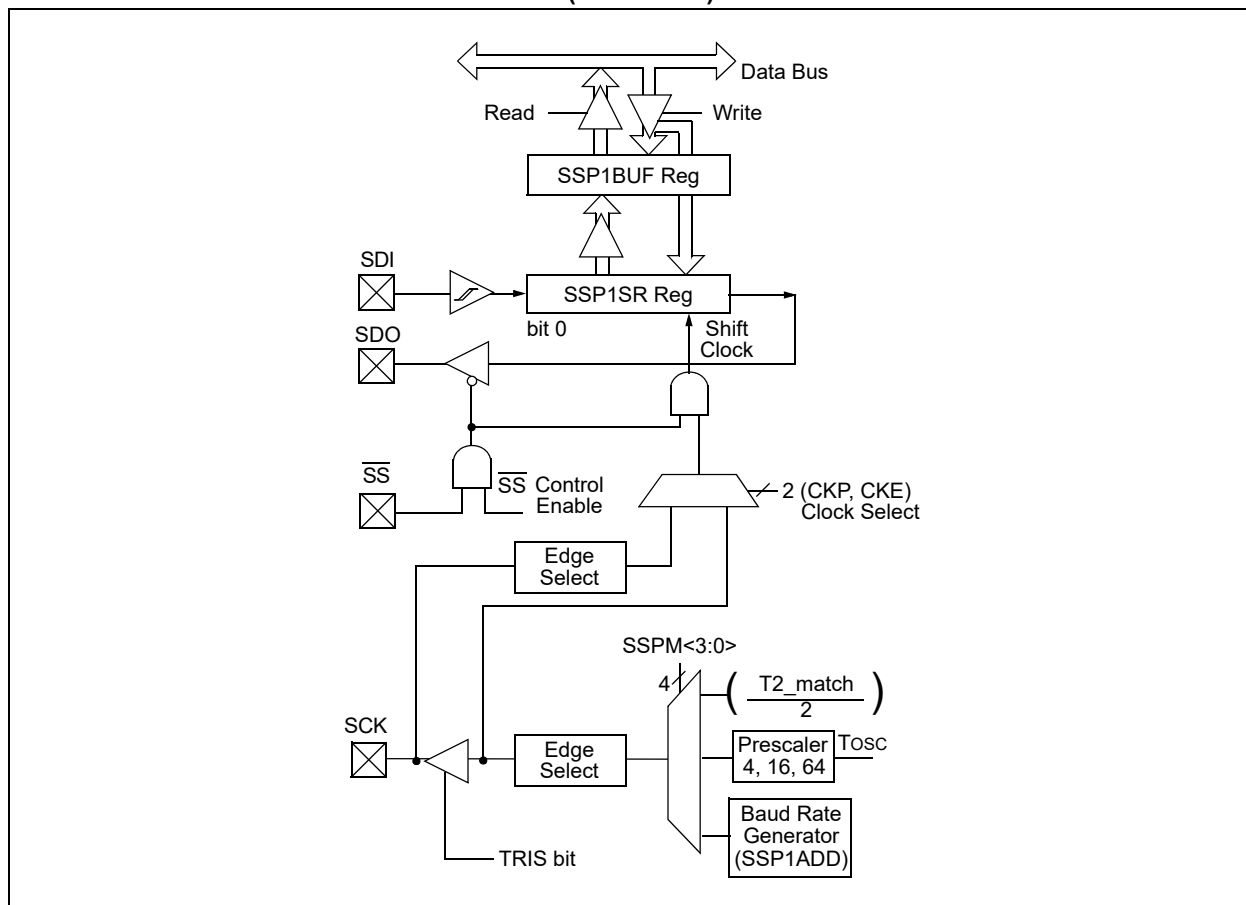 Data Bus
Read
Write
SSP1BUF Reg
SDI
SSP1SR Reg
bit 0
Shift
Clock
SDO
SS
SS Control
Enable
2 (CKP, CKE)
Clock Select
Edge
Select
SSPM<3:0>
4
( T2_match )
2
SCK
Edge
Select
Prescaler
4, 16, 64
TOSC
Baud Rate
Generator
(SSP1ADD)
TRIS bit